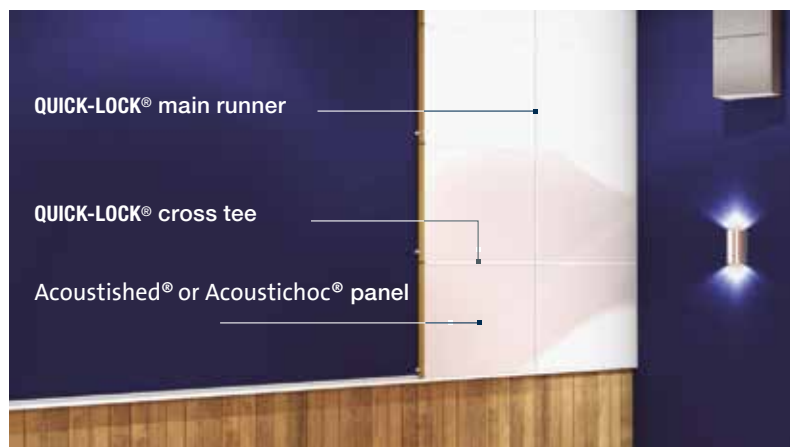 QUICK-LOCK® main runner
QUICK-LOCK® cross tee
Acoustished® or Acoustichoc® panel